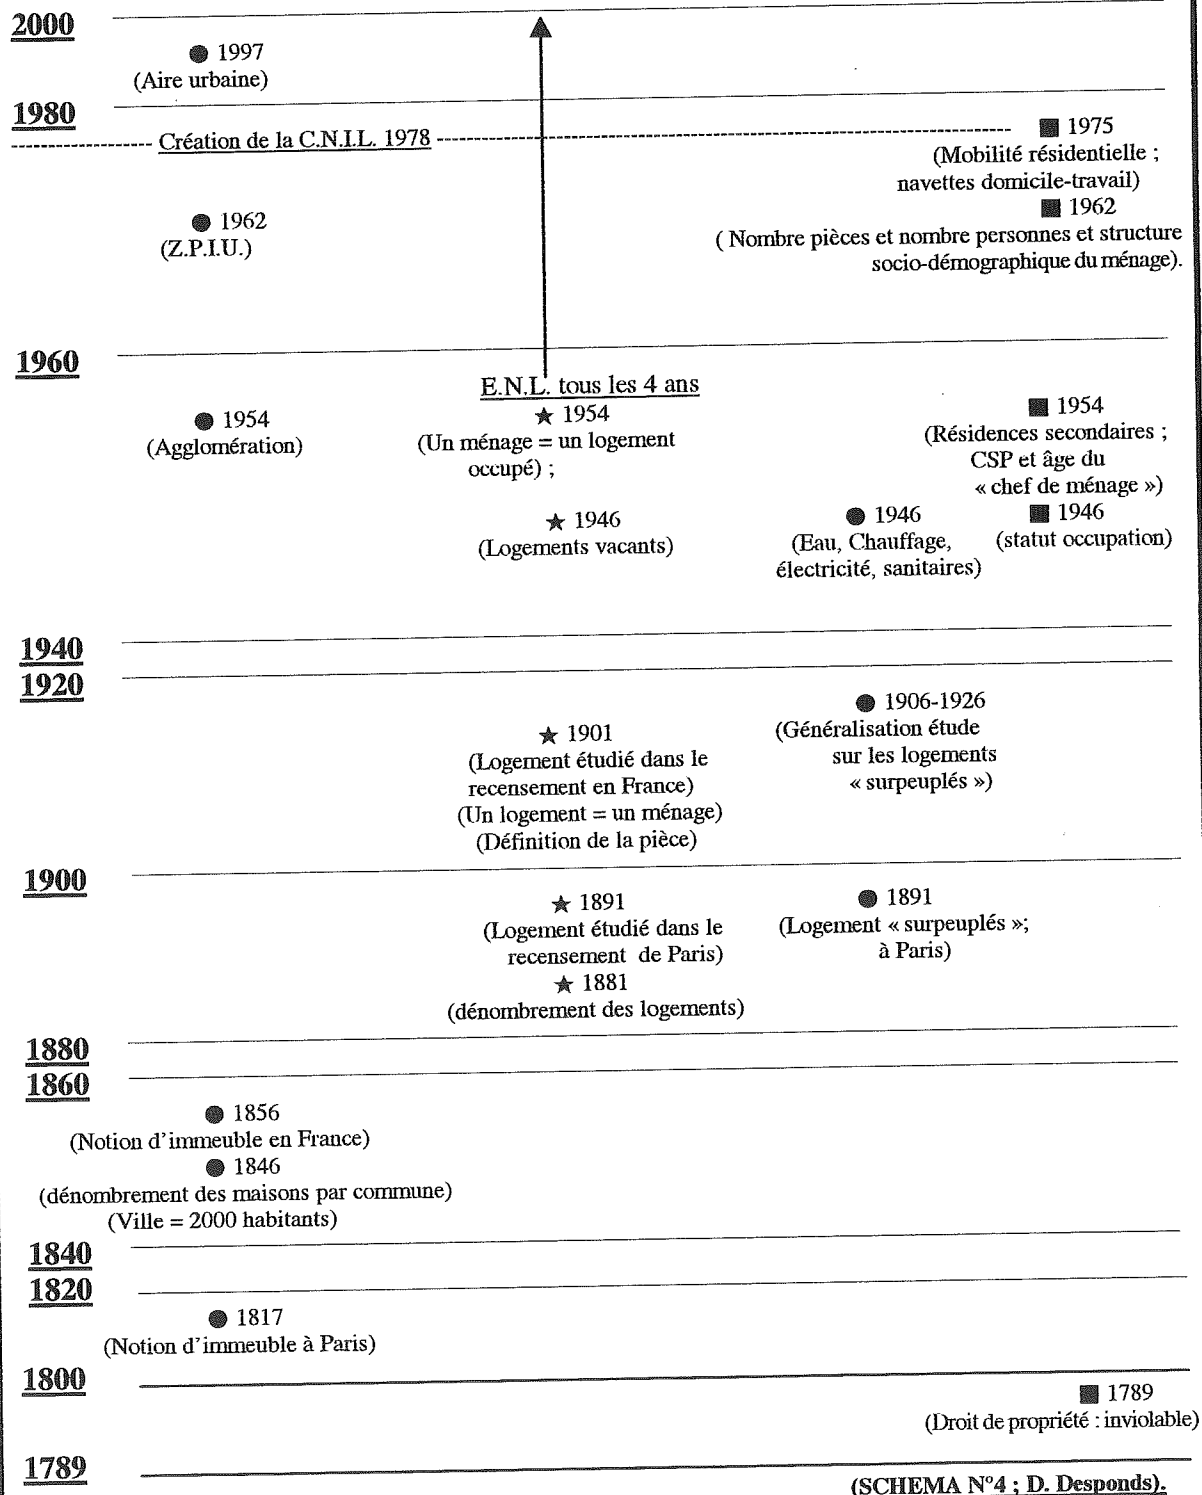 2000
● 1997
(Aire urbaine)
1980
Création de la C.N.I.L. 1978
■ 1975
(Mobilité résidentielle ;
navettes domicile-travail)
● 1962
(Z.P.I.U.)
■ 1962
( Nombre pièces et nombre personnes et structure
socio-démographique du ménage).
1960
E.N.L. tous les 4 ans
● 1954
(Agglomération)
★ 1954
(Un ménage = un logement
occupé) ;
■ 1954
(Résidences secondaires ;
CSP et âge du
« chef de ménage »)
★ 1946
(Logements vacants)
● 1946
(Eau, Chauffage,
électricité, sanitaires)
■ 1946
(statut occupation)
1940
1920
★ 1901
(Logement étudié dans le
recensement en France)
(Un logement = un ménage)
(Définition de la pièce)
● 1906-1926
(Généralisation étude
sur les logements
« surpeuplés »)
1900
★ 1891
(Logement étudié dans le
recensement de Paris)
★ 1881
(dénombrement des logements)
● 1891
(Logement « surpeuplés »;
à Paris)
1880
1860
● 1856
(Notion d'immeuble en France)
● 1846
(dénombrement des maisons par commune)
(Ville = 2000 habitants)
1840
1820
● 1817
(Notion d'immeuble à Paris)
1800
■ 1789
(Droit de propriété : inviolable)
1789
(SCHEMA N°4 ; D. Desponds).